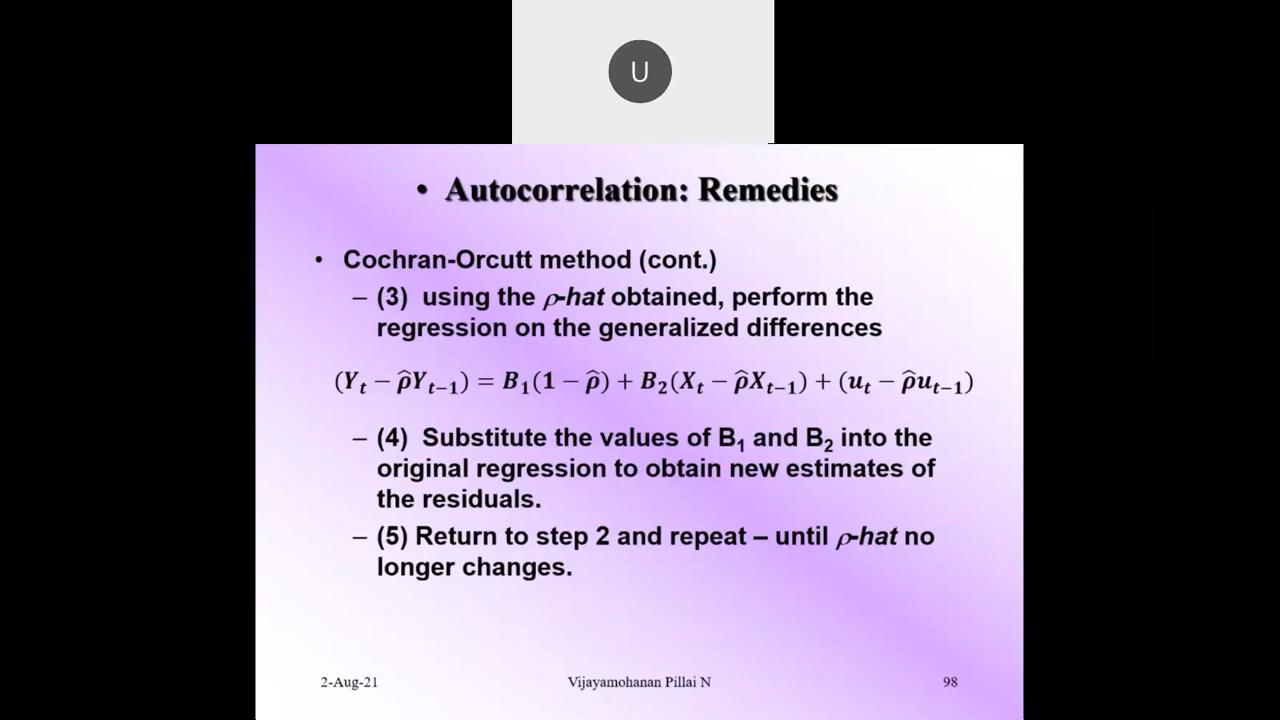 U
• Autocorrelation: Remedies
• Cochran-Orcutt method (cont.)
– (3) using the ρ-hat obtained, perform the
regression on the generalized differences
(Yₜ − ρ̂Yₜ₋₁) = B₁(1 − ρ̂) + B₂(Xₜ − ρ̂Xₜ₋₁) + (uₜ − ρ̂uₜ₋₁)
– (4) Substitute the values of B₁ and B₂ into the
original regression to obtain new estimates of
the residuals.
– (5) Return to step 2 and repeat – until ρ-hat no
longer changes.
2-Aug-21 Vijayamohanan Pillai N 98